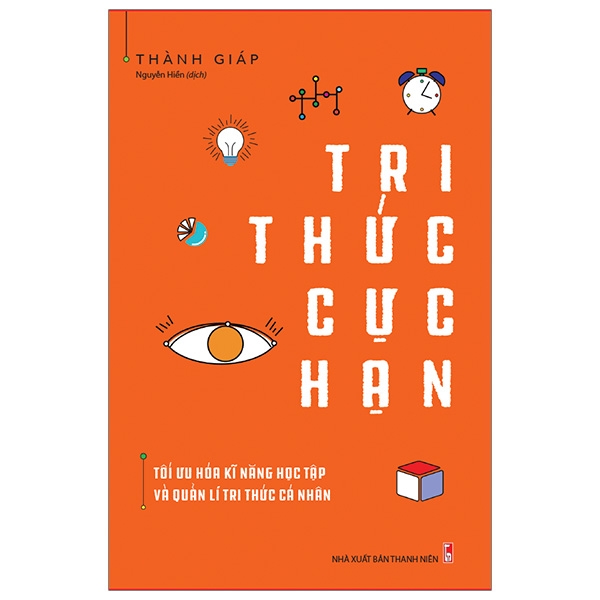 THÀNH GIÁP
Nguyễn Hiền (dịch)
TRI
THỨC
CỰC
HẠN
TỐI ƯU HÓA KĨ NĂNG HỌC TẬP
VÀ QUẢN LÍ TRI THỨC CÁ NHÂN
NHÀ XUẤT BẢN THANH NIÊN